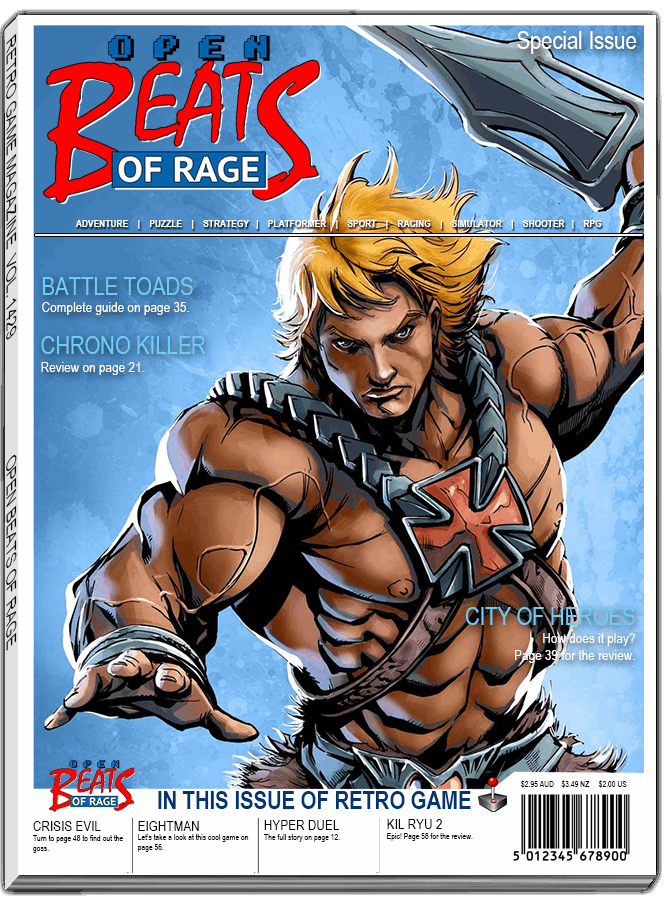 OPEN
BEATS
OF RAGE
Special Issue
ADVENTURE | PUZZLE | STRATEGY | PLATFORMER | SPORT | RACING | SIMULATOR | SHOOTER | RPG
RETRO GAME MAGAZINE VOL. 1429
OPEN BEATS OF RAGE
BATTLE TOADS
Complete guide on page 35.
CHRONO KILLER
Review on page 21.
CITY OF HEROES
How does it play?
Page 39 for the review.
OPEN
BEATS
OF RAGE
IN THIS ISSUE OF RETRO GAME
$2.95 AUD $3.49 NZ $2.00 US
CRISIS EVIL
Turn to page 48 to find out the
goss.
EIGHTMAN
Let's take a look at this cool game on
page 56.
HYPER DUEL
The full story on page 12.
KIL RYU 2
Epic! Page 58 for the review.
5 012345 678900